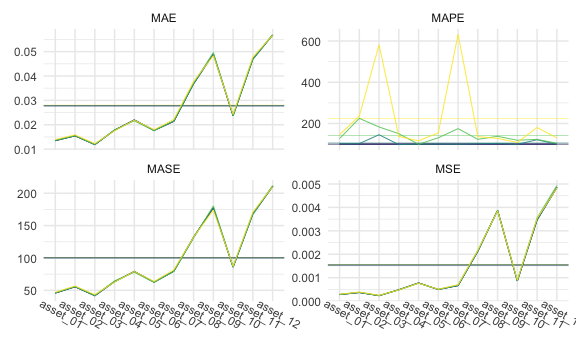 MAE
MAPE
0.05
0.04
0.03
0.02
0.01
600
400
200
MASE
MSE
200
150
100
50
0.005
0.004
0.003
0.002
0.001
0.000
asset_01
asset_02
asset_03
asset_04
asset_05
asset_06
asset_07
asset_08
asset_09
asset_10
asset_11
asset_12
asset_01
asset_02
asset_03
asset_04
asset_05
asset_06
asset_07
asset_08
asset_09
asset_10
asset_11